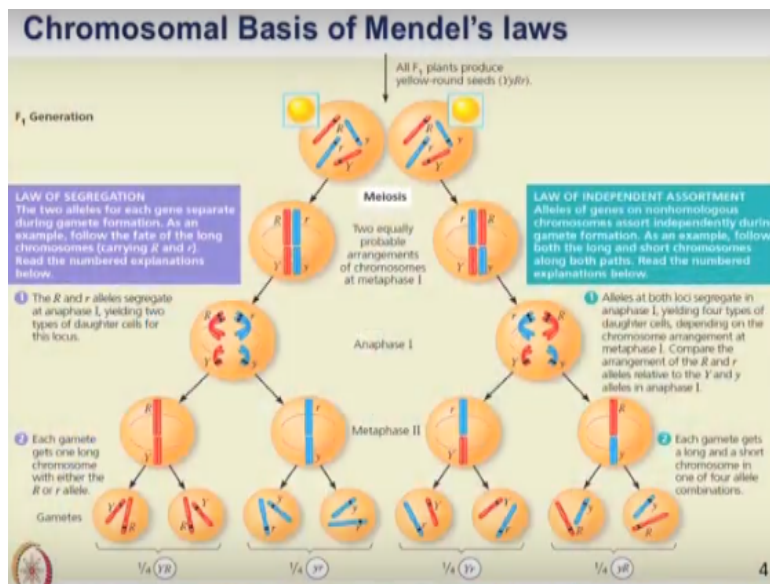 Chromosomal Basis of Mendel's laws
All F₁ plants produce
yellow-round seeds (YyRr).
F₁ Generation
R
y
r
Y
R
y
r
Y
LAW OF SEGREGATION
The two alleles for each gene separate
during gamete formation. As an
example, follow the fate of the long
chromosomes (carrying R and r).
Read the numbered explanations
below.
Meiosis
Two equally
probable
arrangements
of chromosomes
at metaphase I
LAW OF INDEPENDENT ASSORTMENT
Alleles of genes on nonhomologous
chromosomes assort independently durin
gamete formation. As an example, follow
both the long and short chromosomes
along both paths. Read the numbered
explanations below.
R r
Y y
r R
Y y
1 The R and r alleles segregate
at anaphase I, yielding two
types of daughter cells for
this locus.
R r
Y y
Anaphase I
r R
Y y
1 Alleles at both loci segregate in
anaphase I, yielding four types of
daughter cells, depending on the
chromosome arrangement at
metaphase I. Compare the
arrangement of the R and r
alleles relative to the Y and y
alleles in anaphase I.
R
Y
r
y
Metaphase II
r
Y
R
y
2 Each gamete
gets one long
chromosome
with either the
R or r allele.
2 Each gamete gets
a long and a short
chromosome in
one of four allele
combinations.
Gametes
Y R
Y R
y r
y r
Y r
Y r
y R
y R
1/4 YR
1/4 yr
1/4 Yr
1/4 yR
4